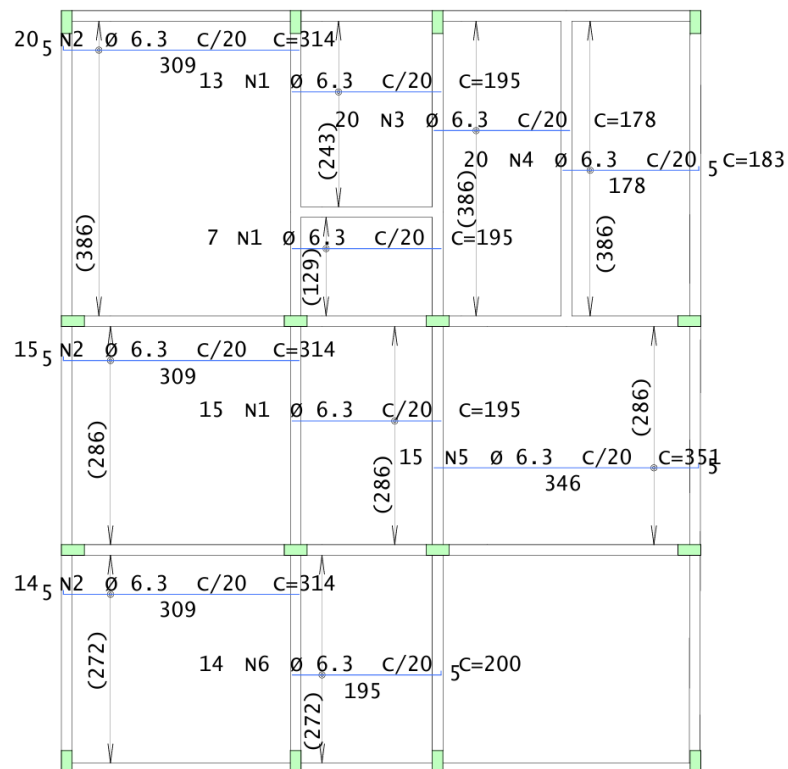 20 5 N2 Ø 6.3 C/20 C=314
309
13 N1 Ø 6.3 C/20 C=195
20 N3 Ø 6.3 C/20 C=178
(243)
20 N4 Ø 6.3 C/20 5 C=183
178
(386)
(386)
(386)
7 N1 Ø 6.3 C/20 C=195
(129)
15 5 N2 Ø 6.3 C/20 C=314
309
15 N1 Ø 6.3 C/20 C=195
(286)
(286)
15 N5 Ø 6.3 C/20 C=351 5
346
(286)
14 5 N2 Ø 6.3 C/20 C=314
309
(272)
14 N6 Ø 6.3 C/20 5 C=200
195
(272)